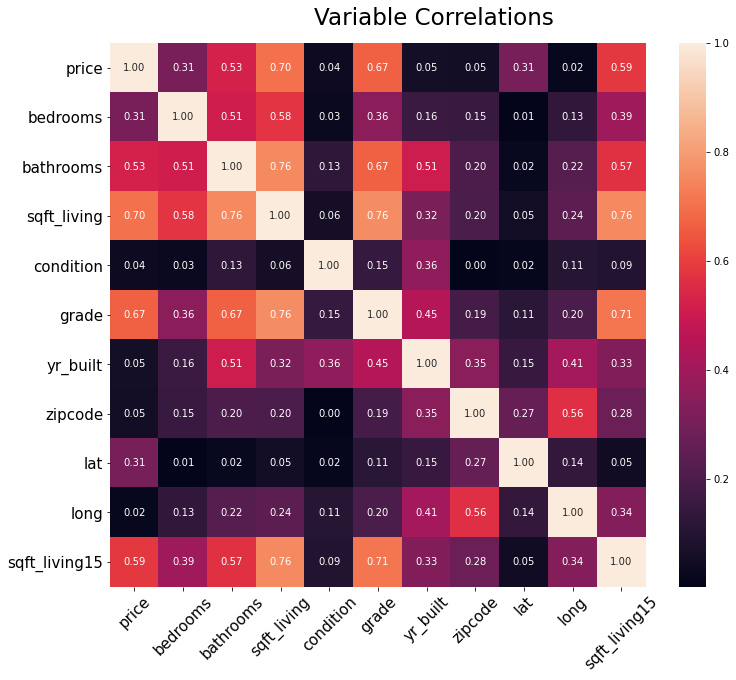 Variable Correlations
price 1.00 0.31 0.53 0.70 0.04 0.67 0.05 0.05 0.31 0.02 0.59
bedrooms 0.31 1.00 0.51 0.58 0.03 0.36 0.16 0.15 0.01 0.13 0.39
bathrooms 0.53 0.51 1.00 0.76 0.13 0.67 0.51 0.20 0.02 0.22 0.57
sqft_living 0.70 0.58 0.76 1.00 0.06 0.76 0.32 0.20 0.05 0.24 0.76
condition 0.04 0.03 0.13 0.06 1.00 0.15 0.36 0.00 0.02 0.11 0.09
grade 0.67 0.36 0.67 0.76 0.15 1.00 0.45 0.19 0.11 0.20 0.71
yr_built 0.05 0.16 0.51 0.32 0.36 0.45 1.00 0.35 0.15 0.41 0.33
zipcode 0.05 0.15 0.20 0.20 0.00 0.19 0.35 1.00 0.27 0.56 0.28
lat 0.31 0.01 0.02 0.05 0.02 0.11 0.15 0.27 1.00 0.14 0.05
long 0.02 0.13 0.22 0.24 0.11 0.20 0.41 0.56 0.14 1.00 0.34
sqft_living15 0.59 0.39 0.57 0.76 0.09 0.71 0.33 0.28 0.05 0.34 1.00
price bedrooms bathrooms sqft_living condition grade yr_built zipcode lat long sqft_living15
1.0
0.8
0.6
0.4
0.2